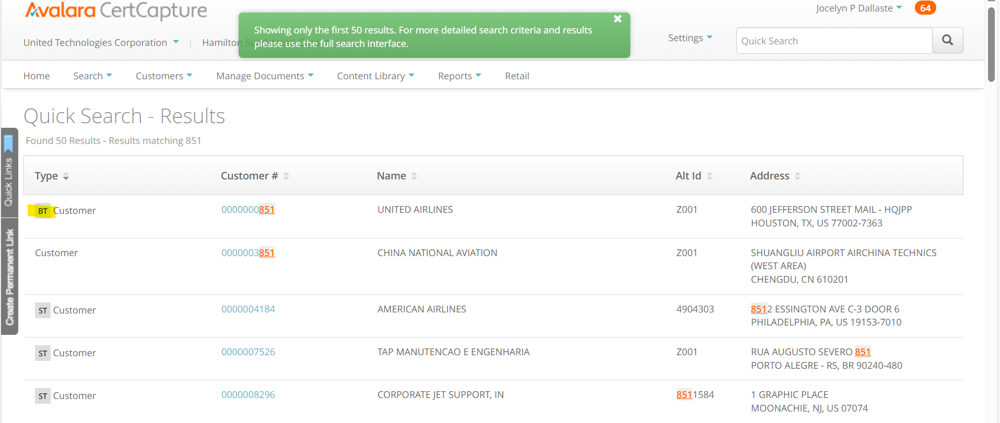 Avalara CertCapture
Jocelyn P Dallaste 64
Showing only the first 50 results. For more detailed search criteria and results
please use the full search interface.
United Technologies Corporation | Hamilton
Settings
Quick Search
Home Search Customers Manage Documents Content Library Reports Retail
Quick Search - Results
Found 50 Results - Results matching 851
Quick Links
Create Permanent Link
Type Customer # Name Alt Id Address
BT Customer 0000000851 UNITED AIRLINES Z001 600 JEFFERSON STREET MAIL - HQJPP
HOUSTON, TX, US 77002-7363
Customer 0000003851 CHINA NATIONAL AVIATION Z001 SHUANGLIU AIRPORT AIRCHINA TECHNICS
(WEST AREA)
CHENGDU, CN 610201
ST Customer 0000004184 AMERICAN AIRLINES 4904303 8512 ESSINGTON AVE C-3 DOOR 6
PHILADELPHIA, PA, US 19153-7010
ST Customer 0000007526 TAP MANUTENCAO E ENGENHARIA Z001 RUA AUGUSTO SEVERO 851
PORTO ALEGRE - RS, BR 90240-480
ST Customer 0000008296 CORPORATE JET SUPPORT, IN 8511584 1 GRAPHIC PLACE
MOONACHIE, NJ, US 07074